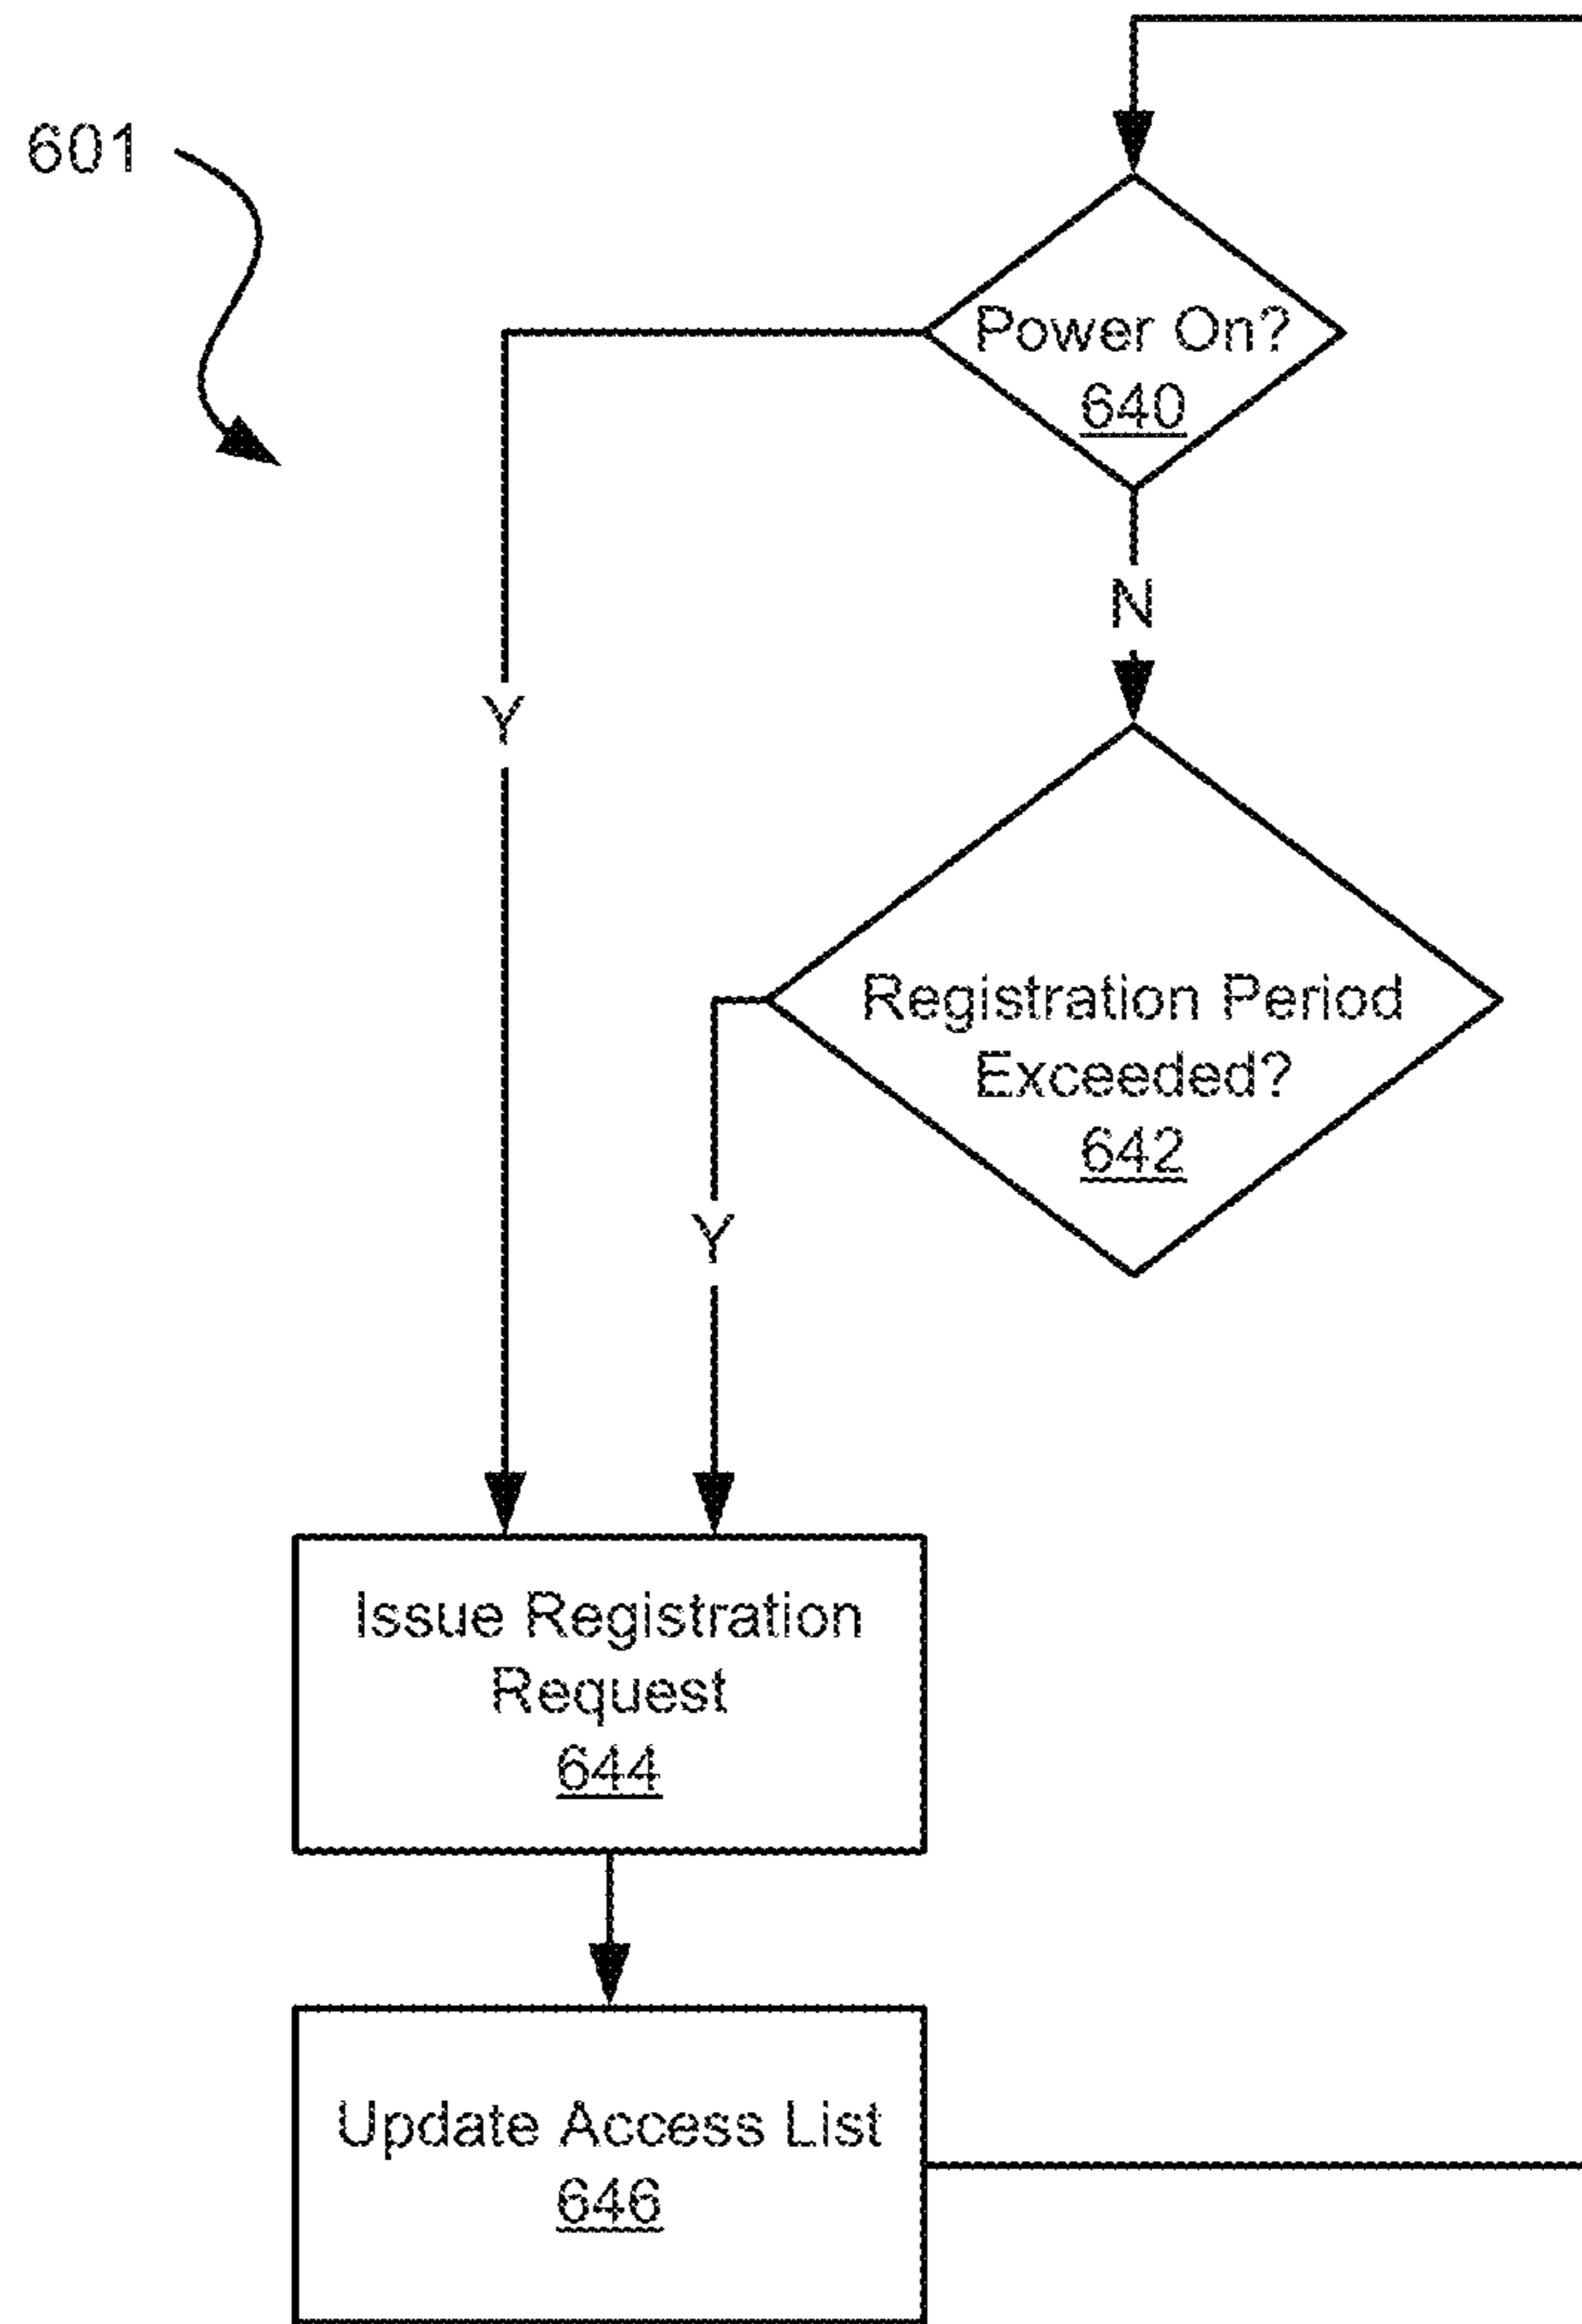 601
Power On?
640
N
Y
Registration Period
Exceeded?
642
Y
Issue Registration
Request
644
Update Access List
646